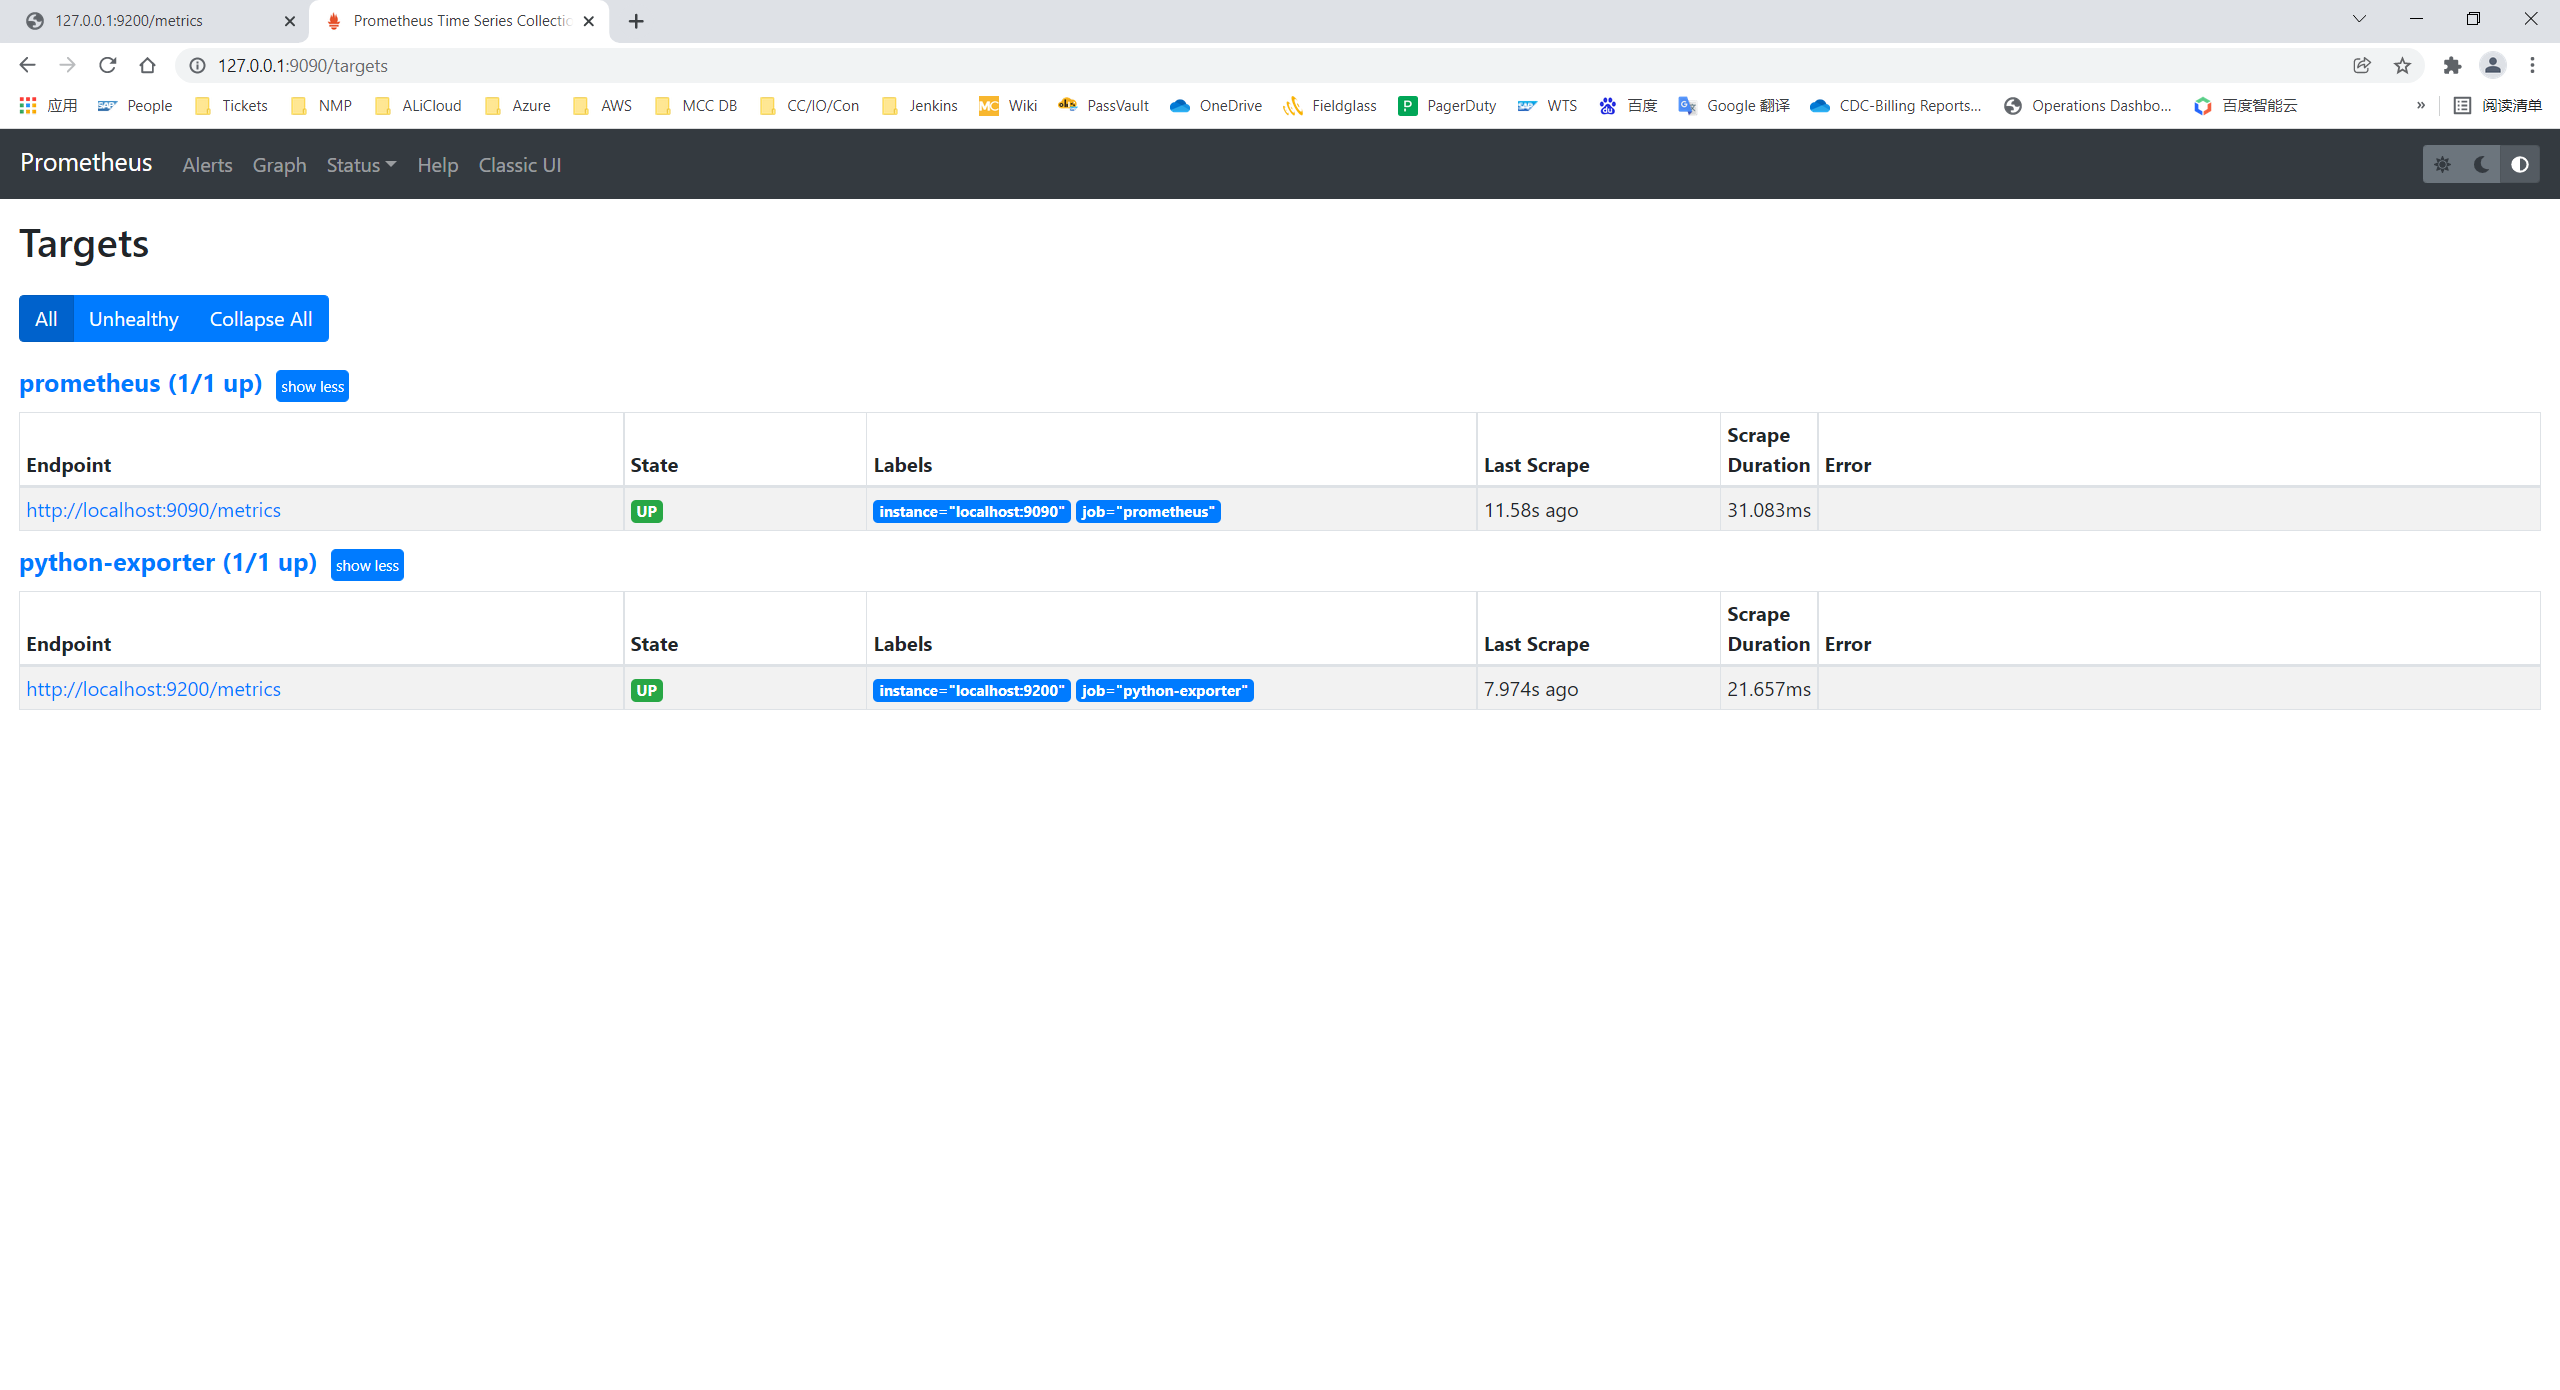 127.0.0.1:9200/metrics
Prometheus Time Series Collectic
127.0.0.1:9090/targets
应用 People Tickets NMP ALiCloud Azure AWS MCC DB CC/IO/Con Jenkins MC Wiki PassVault OneDrive Fieldglass P PagerDuty WTS 百度 Google 翻译 CDC-Billing Reports... Operations Dashbo... 百度智能云 » 阅读清单
Prometheus Alerts Graph Status Help Classic UI
Targets
All Unhealthy Collapse All
prometheus (1/1 up) show less
Endpoint State Labels Last Scrape Scrape Duration Error
http://localhost:9090/metrics UP instance="localhost:9090" job="prometheus" 11.58s ago 31.083ms
python-exporter (1/1 up) show less
Endpoint State Labels Last Scrape Scrape Duration Error
http://localhost:9200/metrics UP instance="localhost:9200" job="python-exporter" 7.974s ago 21.657ms